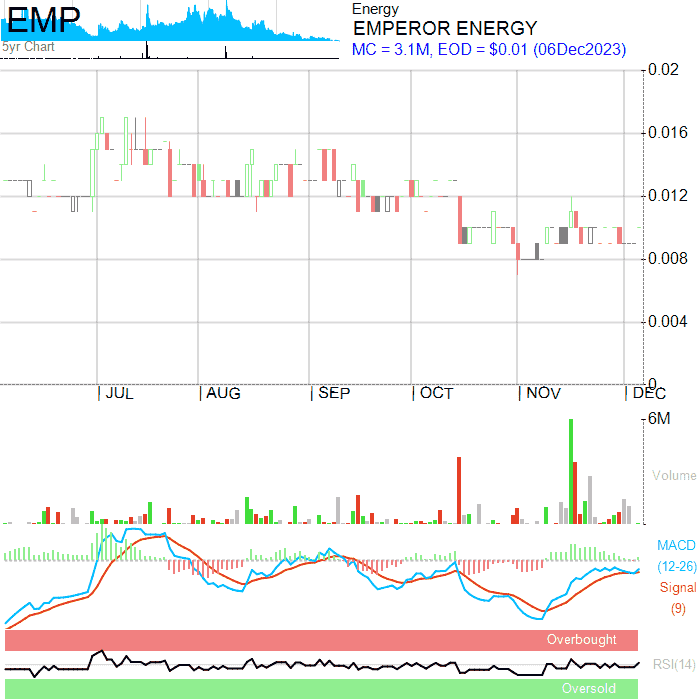 EMP
5yr Chart
Energy
EMPEROR ENERGY
MC = 3.1M, EOD = $0.01 (06Dec2023)
0.02
0.016
0.012
0.008
0.004
0
JUL AUG SEP OCT NOV DEC
6M
Volume
MACD
(12-26)
Signal
(9)
Overbought
RSI(14)
Oversold